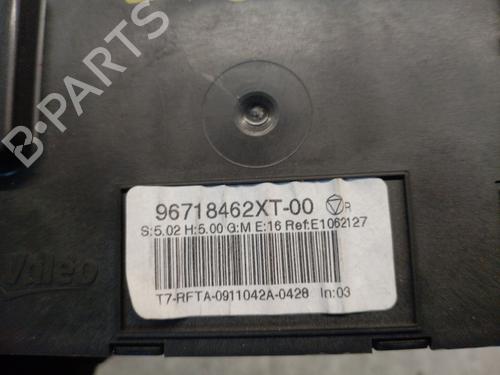 B-PARTS
96718462XT-00 R
S:5.02 H:5.00 G:M E:16 Ref:E1062127
Valeo
T7-RFTA-0911042A-0428 In:03